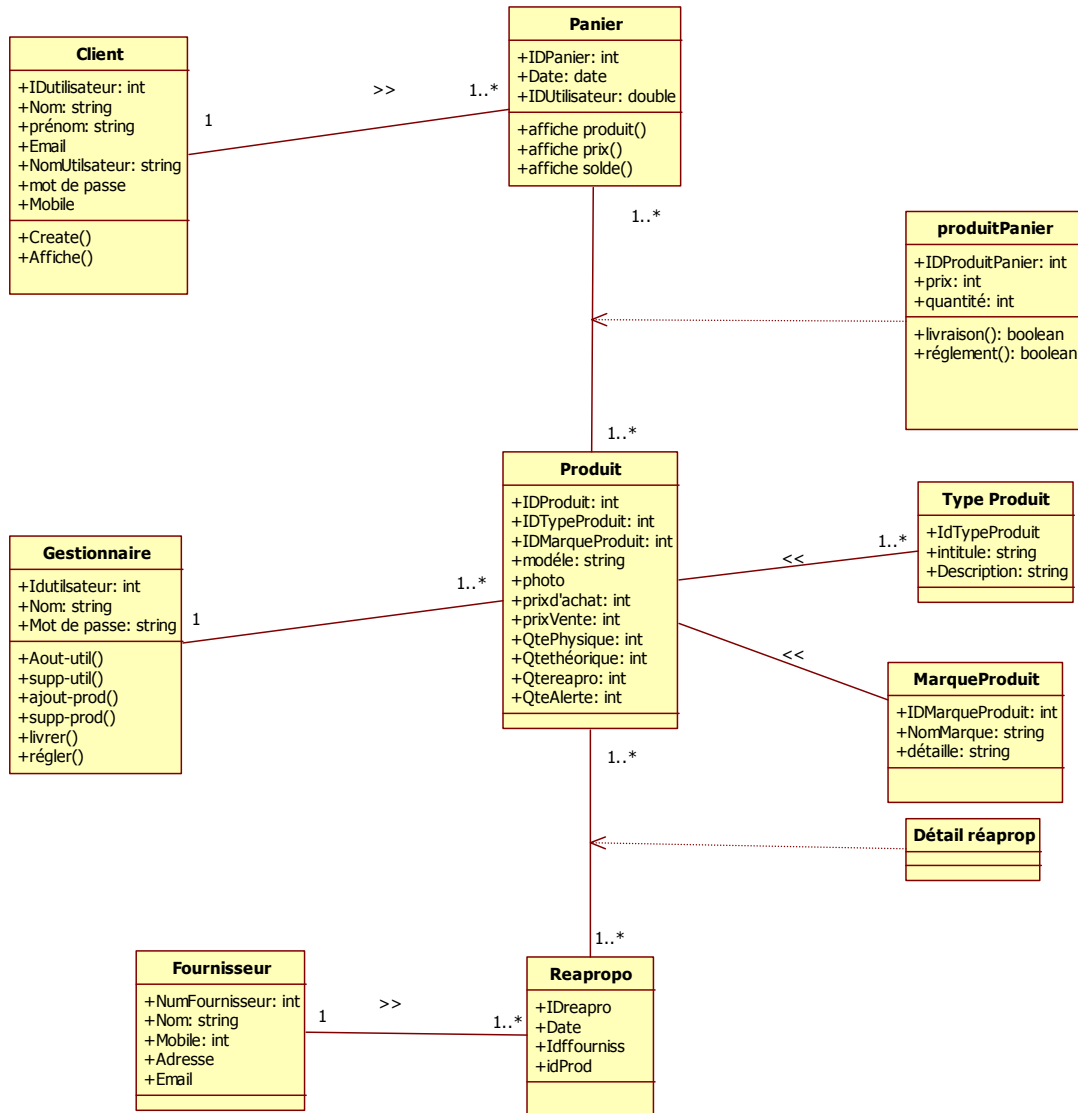 Client
+IDutilisateur: int
+Nom: string
+prénom: string
+Email
+NomUtilsateur: string
+mot de passe
+Mobile
+Create()
+Affiche()
1
>>
1..*
Panier
+IDPanier: int
+Date: date
+IDUtilisateur: double
+affiche produit()
+affiche prix()
+affiche solde()
1..*
produitPanier
+IDProduitPanier: int
+prix: int
+quantité: int
+livraison(): boolean
+réglement(): boolean
1..*
Produit
+IDProduit: int
+IDTypeProduit: int
+IDMarqueProduit: int
+modéle: string
+photo
+prixd'achat: int
+prixVente: int
+QtePhysique: int
+Qtethéorique: int
+Qtereapro: int
+QteAlerte: int
Type Produit
+IdTypeProduit
+intitule: string
+Description: string
1..*
<<
Gestionnaire
+Idutilisateur: int
+Nom: string
+Mot de passe: string
+Aout-util()
+supp-util()
+ajout-prod()
+supp-prod()
+livrer()
+régler()
1
1..*
<<
MarqueProduit
+IDMarqueProduit: int
+NomMarque: string
+détaille: string
1..*
Détail réaprop
1..*
Fournisseur
+NumFournisseur: int
+Nom: string
+Mobile: int
+Adresse
+Email
1
>>
1..*
Reapropo
+IDreapro
+Date
+Idffourniss
+idProd